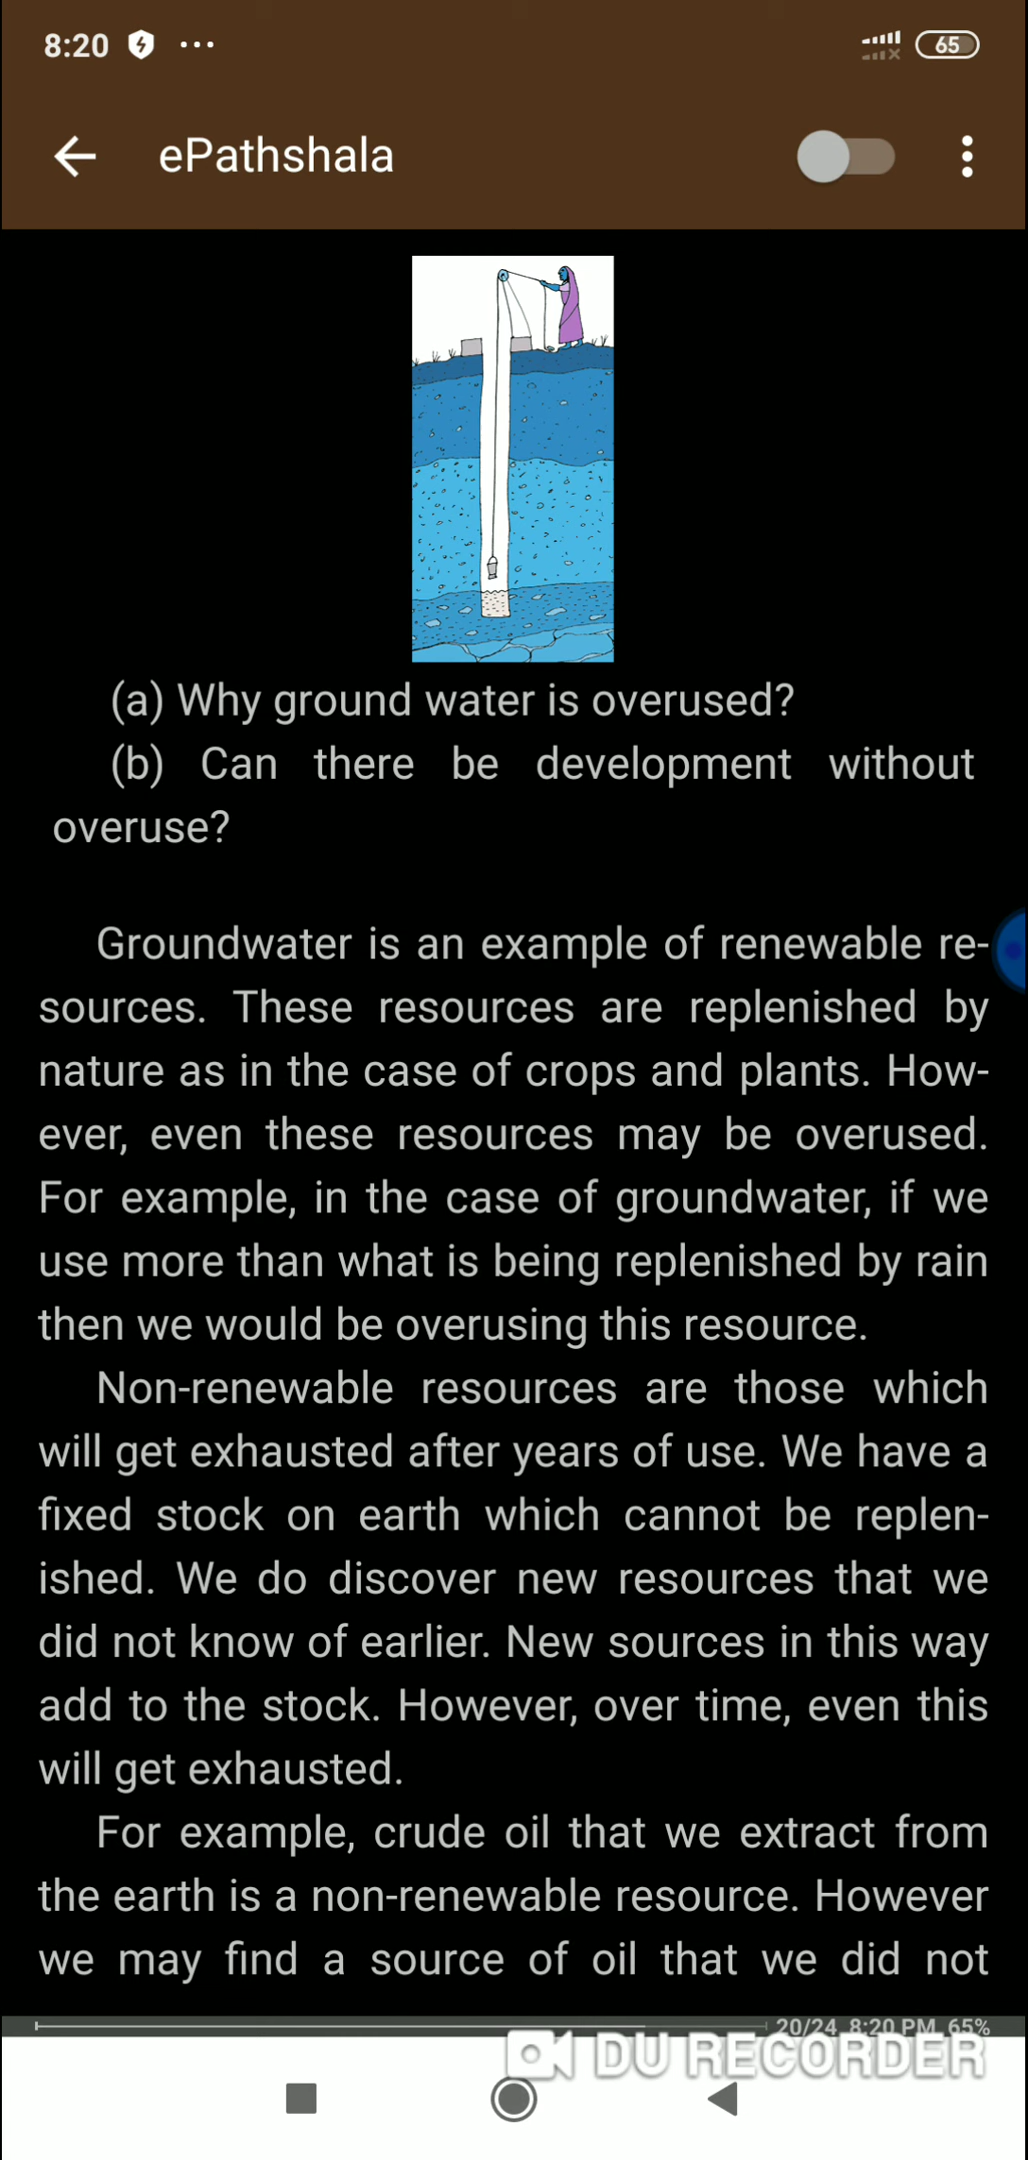 8:20 ...
65
ePathshala
(a) Why ground water is overused?
(b) Can there be development without
overuse?
Groundwater is an example of renewable re-
sources. These resources are replenished by
nature as in the case of crops and plants. How-
ever, even these resources may be overused.
For example, in the case of groundwater, if we
use more than what is being replenished by rain
then we would be overusing this resource.
Non-renewable resources are those which
will get exhausted after years of use. We have a
fixed stock on earth which cannot be replen-
ished. We do discover new resources that we
did not know of earlier. New sources in this way
add to the stock. However, over time, even this
will get exhausted.
For example, crude oil that we extract from
the earth is a non-renewable resource. However
we may find a source of oil that we did not
20/24 8:20 PM 65%
DU RECORDER